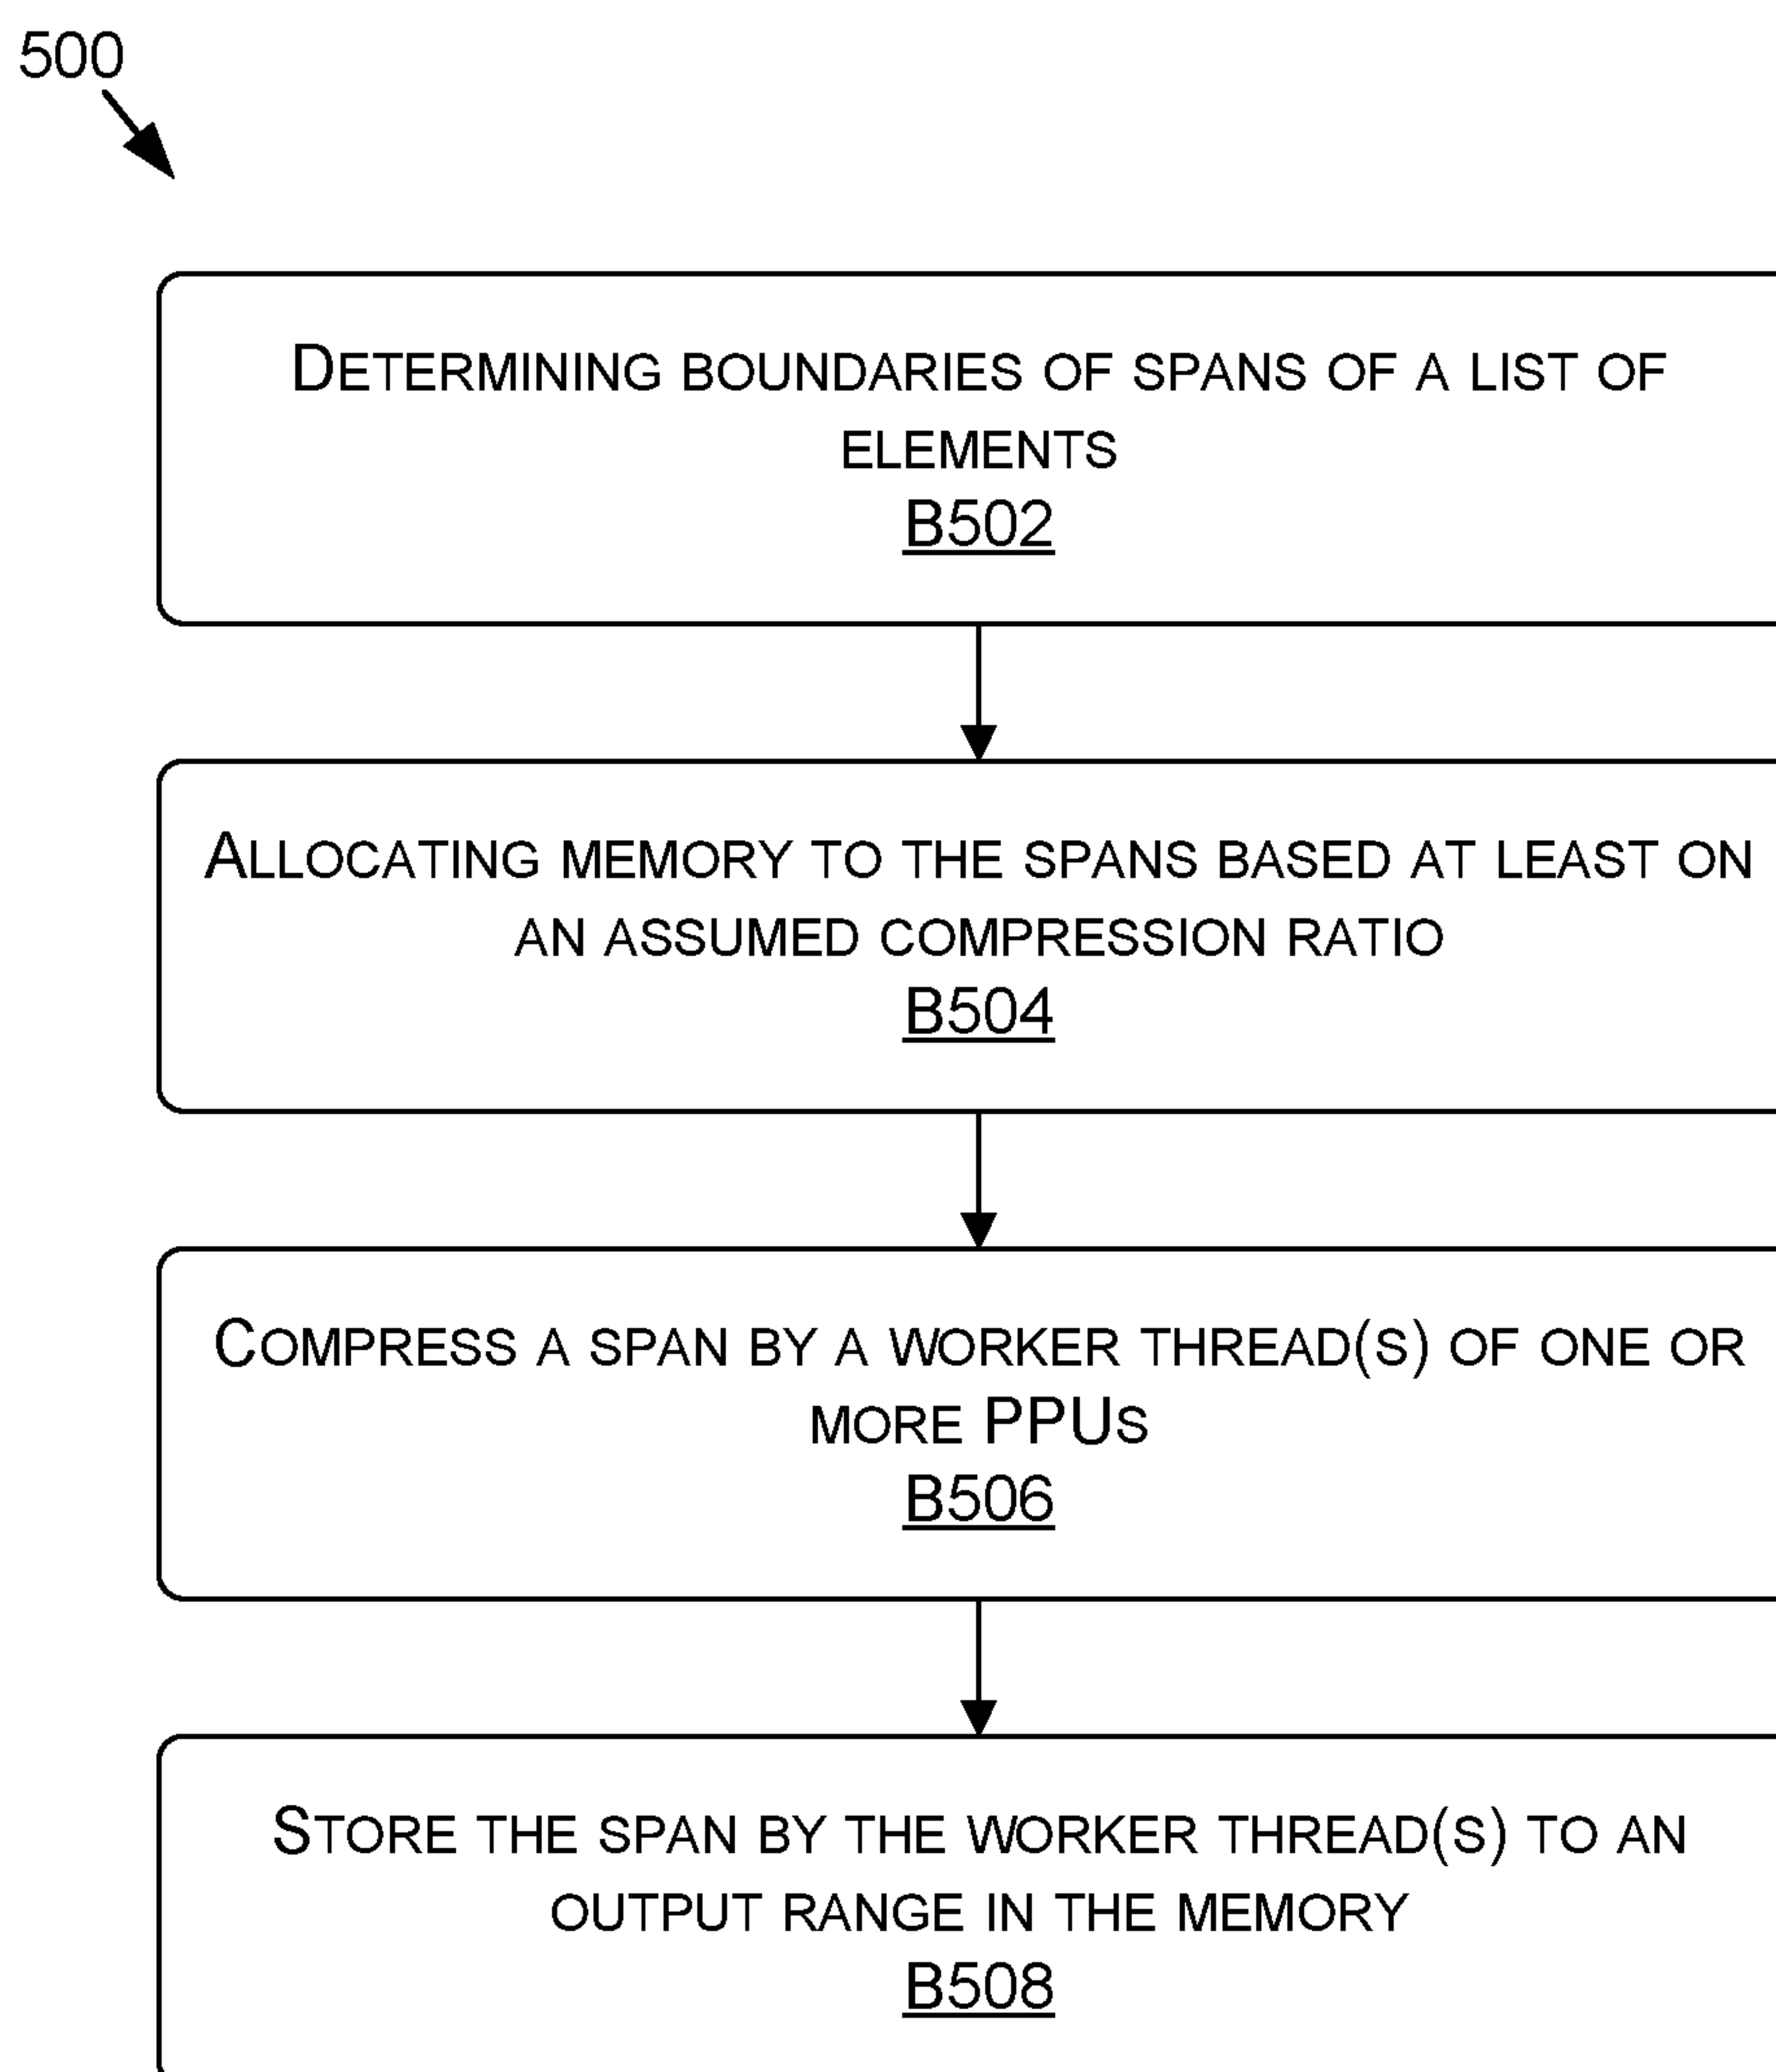 500
Determining boundaries of spans of a list of
elements
B502
Allocating memory to the spans based at least on
an assumed compression ratio
B504
Compress a span by a worker thread(s) of one or
more PPUs
B506
Store the span by the worker thread(s) to an
output range in the memory
B508